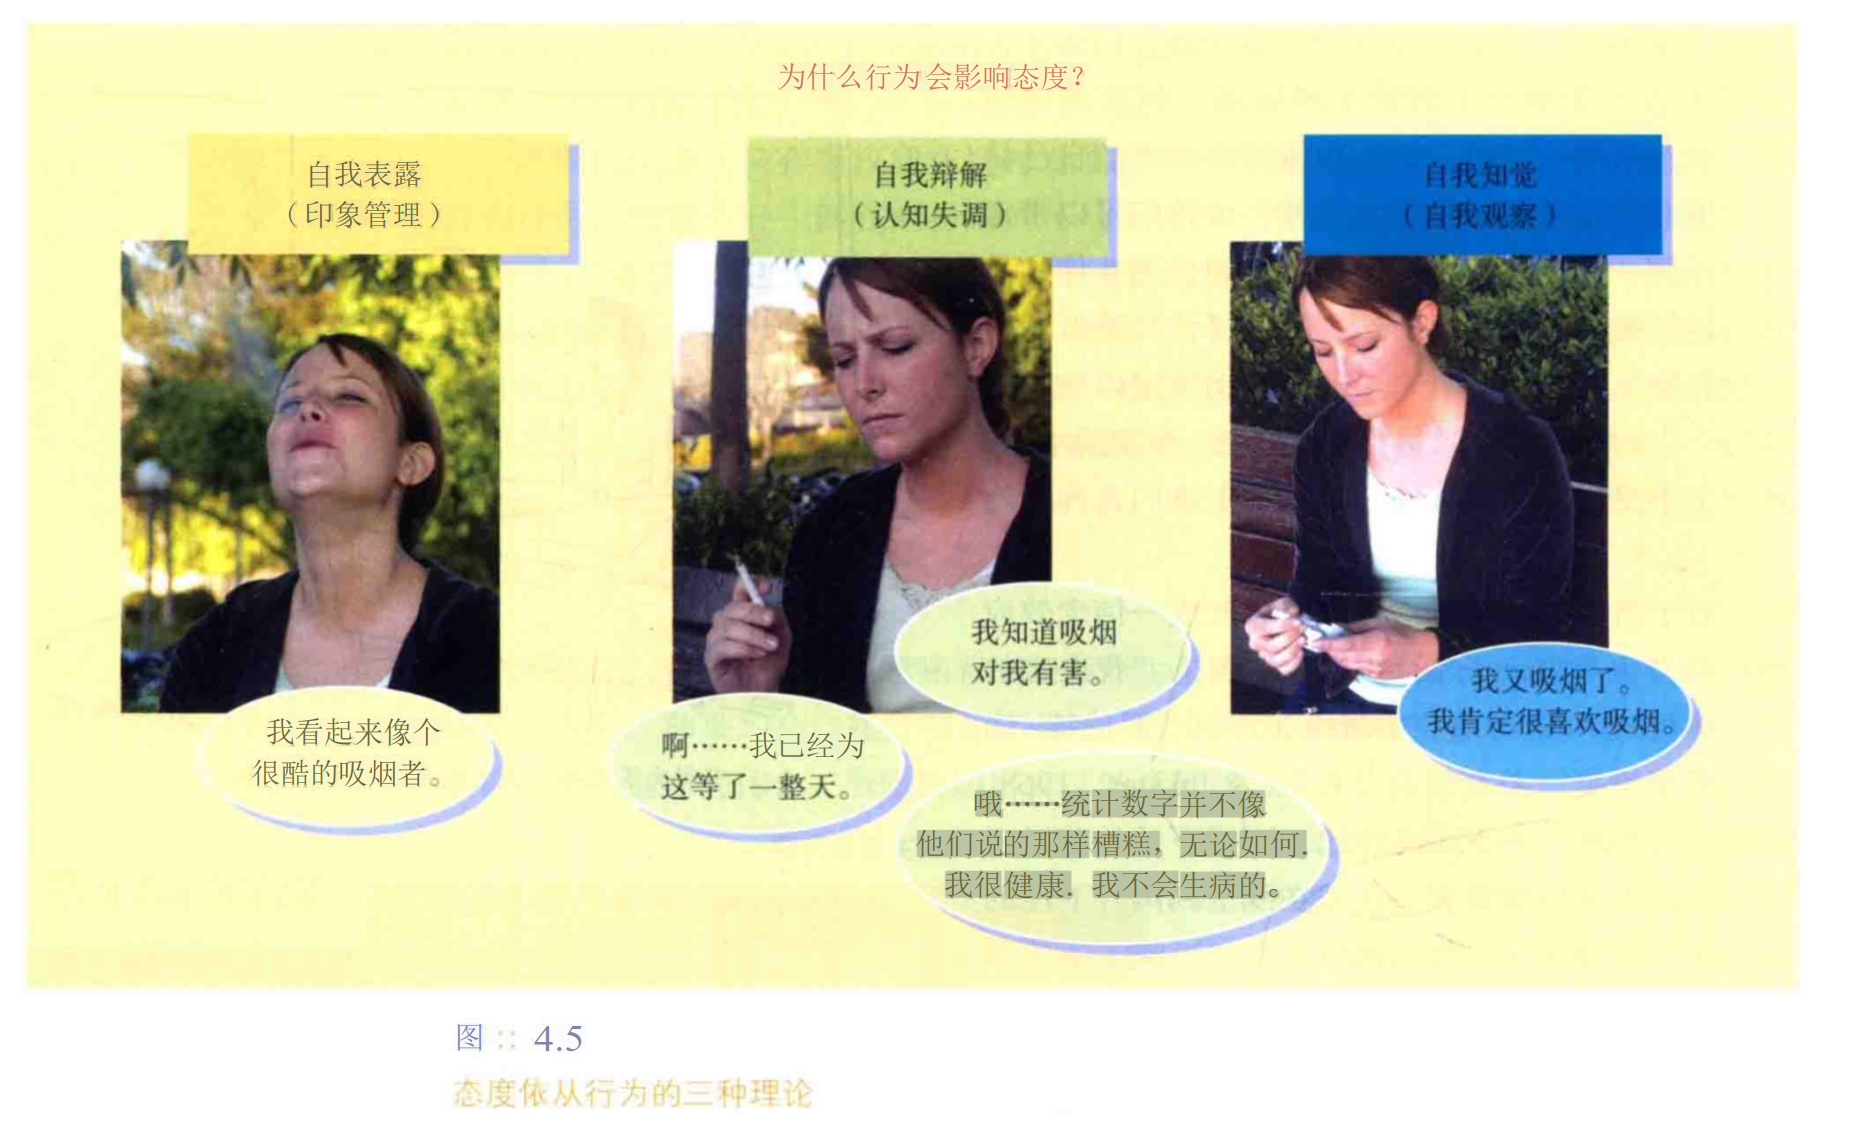 为什么行为会影响态度?
自我表露
（印象管理）
自我辩解
（认知失调）
自我知觉
（自我观察）
我看起来像个
很酷的吸烟者。
我知道吸烟
对我有害。
啊……我已经为
这等了一整天。
哦……统计数字并不像
他们说的那样槽糕，无论如何.
我很健康. 我不会生病的。
我又吸烟了。
我肯定很喜欢吸烟。
图 :: 4.5
态度依从行为的三种理论